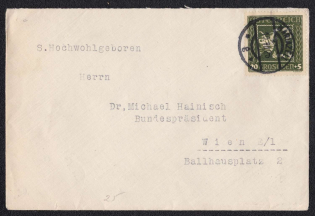 S.Hochwohlgeboren
Herrn
Dr.Michael Hainisch
Bundespräsident
Wien I/1
Ballhausplatz 2